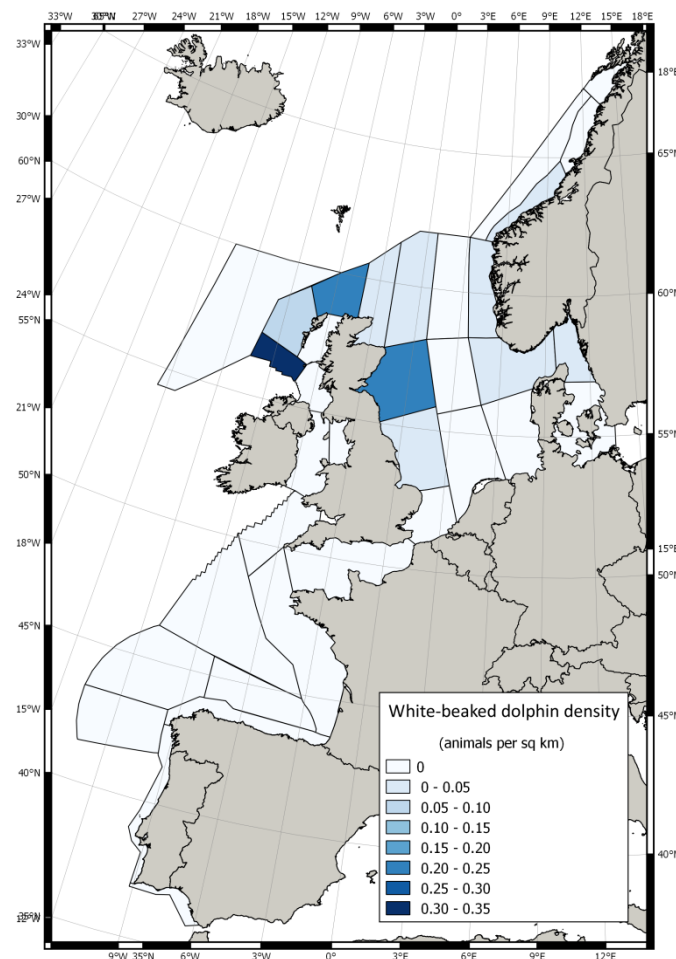 33°W 27°W 24°W 21°W 18°W 15°W 12°W 9°W 6°W 3°W 0° 3°E 6°E 9°E 12°E 15°E 18°E
33°W
18°E
30°W
65°N
60°N
27°W
24°W 60°N
55°N
21°W
55°N
50°N
18°W 15°E
50°N
45°N
15°W 45°N
40°N
40°N
White-beaked dolphin density
(animals per sq km)
0
0 - 0.05
0.05 - 0.10
0.10 - 0.15
0.15 - 0.20
0.20 - 0.25
0.25 - 0.30
0.30 - 0.35
9°W 35°N 6°W 3°W 0° 3°E 6°E 9°E 12°E